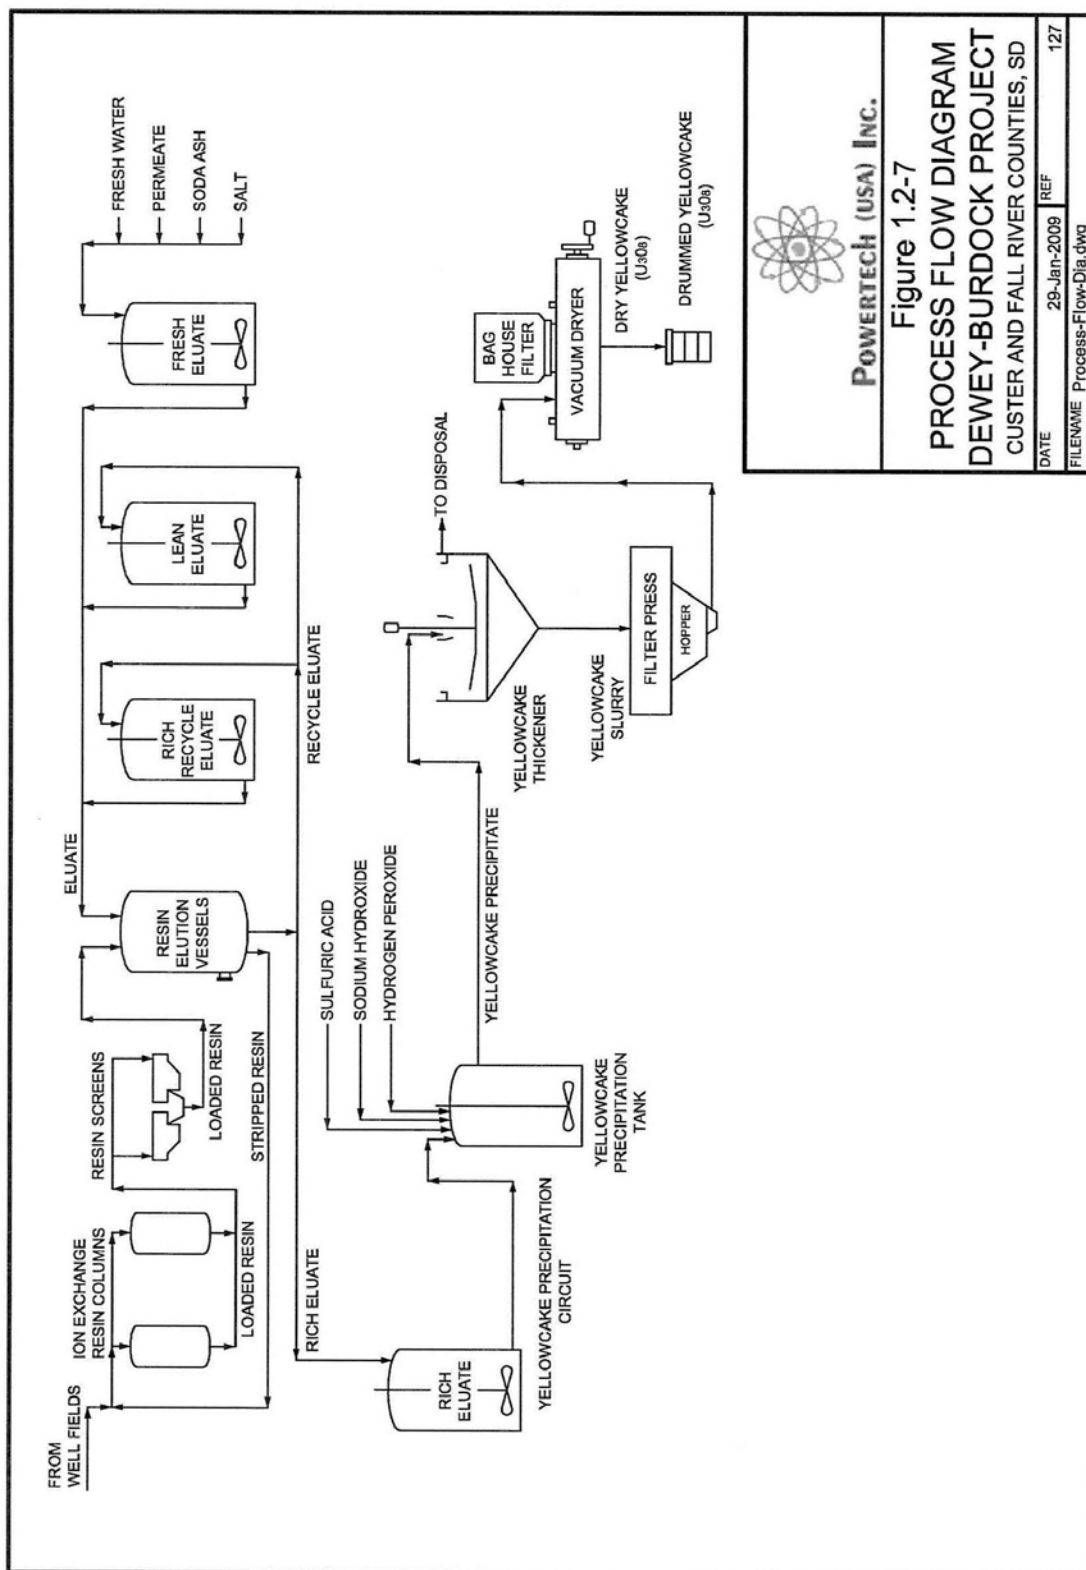 FROM
WELL FIELDS
ION EXCHANGE
RESIN COLUMNS
LOADED RESIN
RESIN SCREENS
LOADED RESIN
STRIPPED RESIN
RESIN
ELUTION
VESSELS
ELUATE
RICH
RECYCLE
ELUATE
LEAN
ELUATE
FRESH
ELUATE
FRESH WATER
PERMEATE
SODA ASH
SALT
RECYCLE ELUATE
RICH ELUATE
RICH
ELUATE
YELLOWCAKE PRECIPITATION
CIRCUIT
SULFURIC ACID
SODIUM HYDROXIDE
HYDROGEN PEROXIDE
YELLOWCAKE
PRECIPITATION
TANK
YELLOWCAKE PRECIPITATE
YELLOWCAKE
THICKENER
TO DISPOSAL
YELLOWCAKE
SLURRY
FILTER PRESS
HOPPER
BAG
HOUSE
FILTER
VACUUM DRYER
DRY YELLOWCAKE
(U3O8)
DRUMMED YELLOWCAKE
(U3O8)
POWERTECH (USA) INC.
Figure 1.2-7
PROCESS FLOW DIAGRAM
DEWEY-BURDOCK PROJECT
CUSTER AND FALL RIVER COUNTIES, SD
DATE 29-Jan-2009 REF 127
FILENAME Process-Flow-Dia.dwg